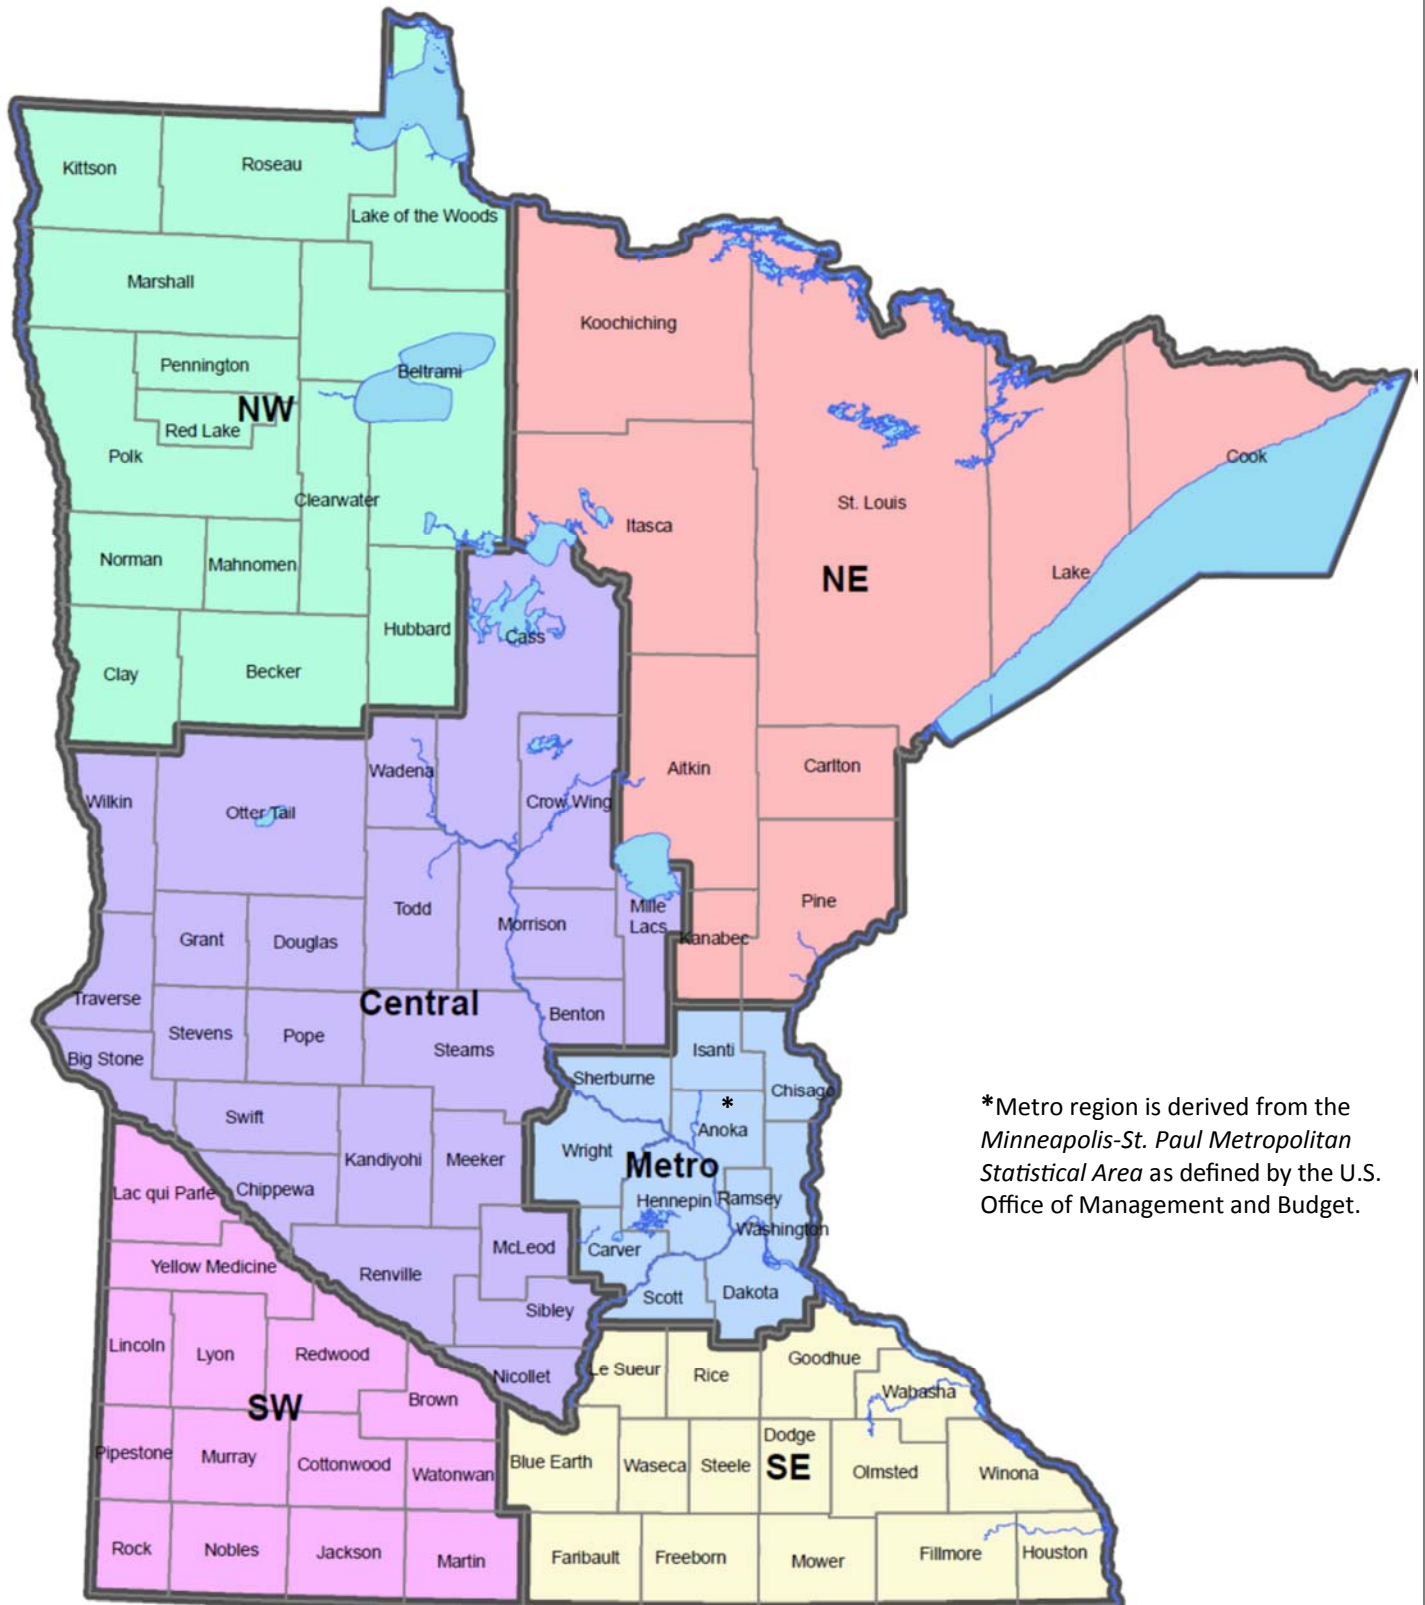 Kittson
Roseau
Lake of the Woods
Marshall
Koochiching
Pennington
Beltrami
NW
Red Lake
Polk
Cook
Clearwater
St. Louis
Itasca
Norman
Mahnomen
Lake
NE
Hubbard
Cass
Clay
Becker
Wadena
Aitkin
Carlton
Wilkin
Otter Tail
Crow Wing
Todd
Mille
Lacs
Pine
Morrison
Grant
Douglas
Kanabec
Traverse
Central
Stevens
Pope
Benton
Stearns
Isanti
Big Stone
Sherburne
Chisago
*
Swift
Anoka
Wright
Kandiyohi
Meeker
Metro
Lac qui Parle
Chippewa
Hennepin
Ramsey
Washington
McLeod
Carver
Yellow Medicine
Renville
Dakota
Scott
Sibley
*Metro region is derived from the
Minneapolis-St. Paul Metropolitan
Statistical Area as defined by the U.S.
Office of Management and Budget.
Lincoln
Lyon
Redwood
Goodhue
Le Sueur
Rice
Nicollet
Wabasha
Brown
SW
Dodge
Pipestone
Murray
Cottonwood
Watonwan
Blue Earth
Waseca
Steele
SE
Olmsted
Winona
Rock
Nobles
Jackson
Martin
Faribault
Freeborn
Mower
Fillmore
Houston